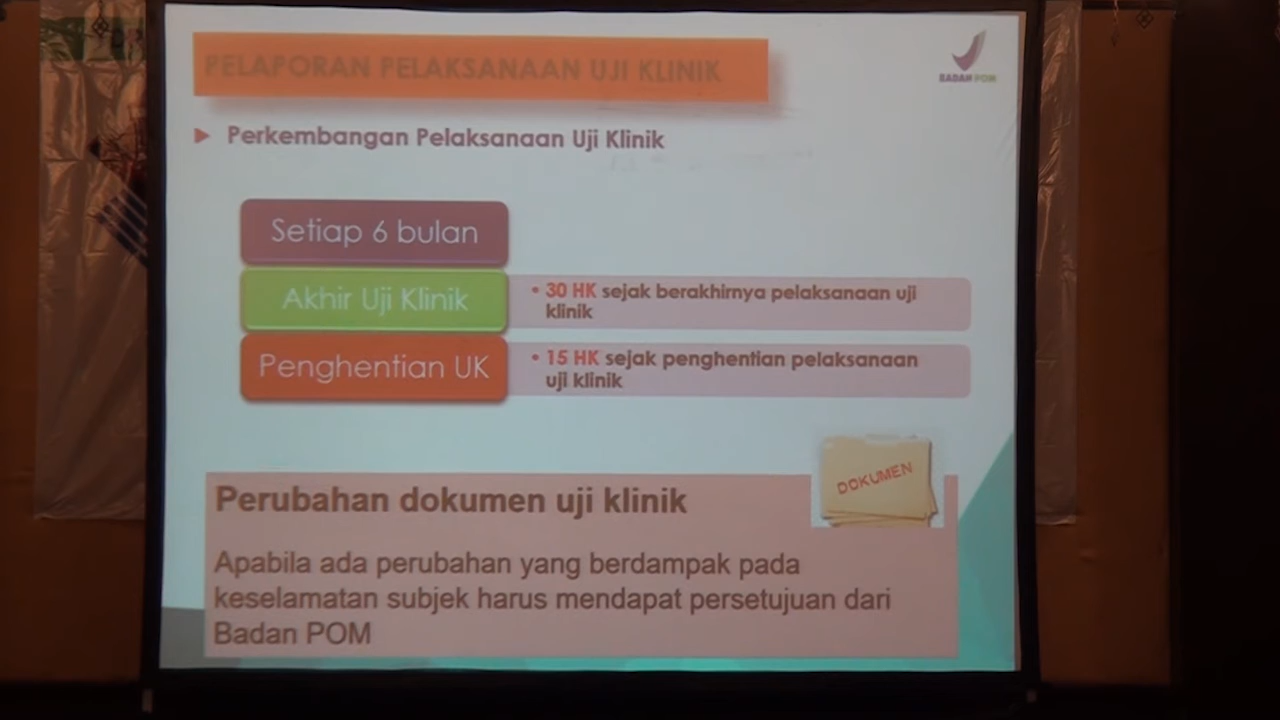 PELAPORAN PELAKSANAAN UJI KLINIK
BADAN POM
Perkembangan Pelaksanaan Uji Klinik
Setiap 6 bulan
Akhir Uji Klinik
• 30 HK sejak berakhirnya pelaksanaan uji
klinik
Penghentian UK
• 15 HK sejak penghentian pelaksanaan
uji klinik
DOKUMEN
Perubahan dokumen uji klinik
Apabila ada perubahan yang berdampak pada
keselamatan subjek harus mendapat persetujuan dari
Badan POM